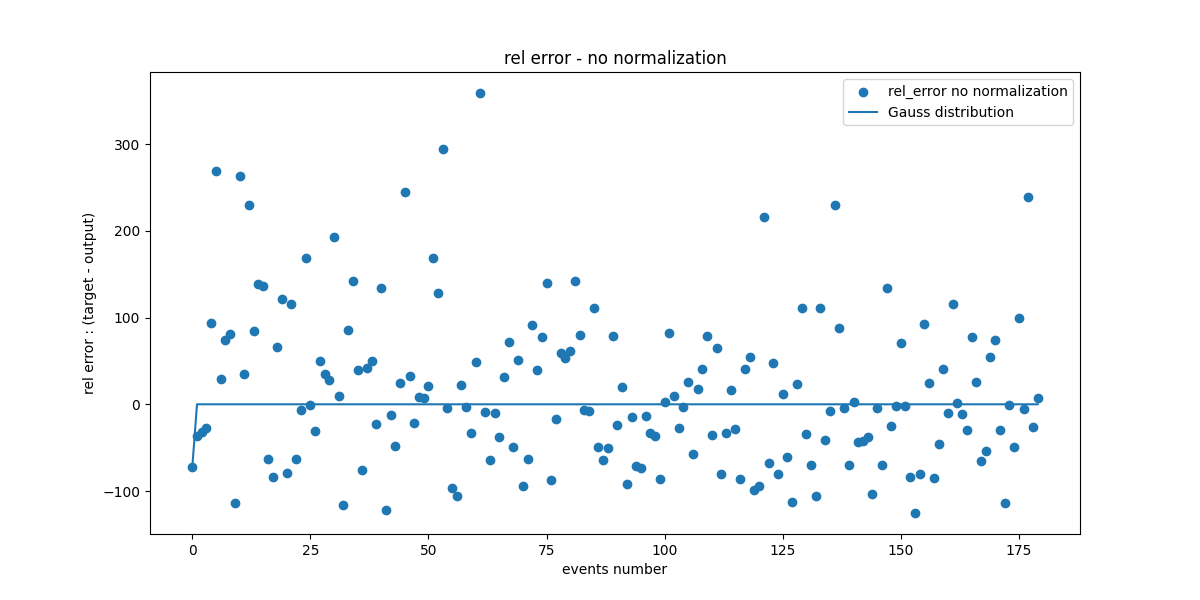 rel error - no normalization
rel_error no normalization
Gauss distribution
rel error : (target - output)
300
200
100
0
−100
0 25 50 75 100 125 150 175
events number